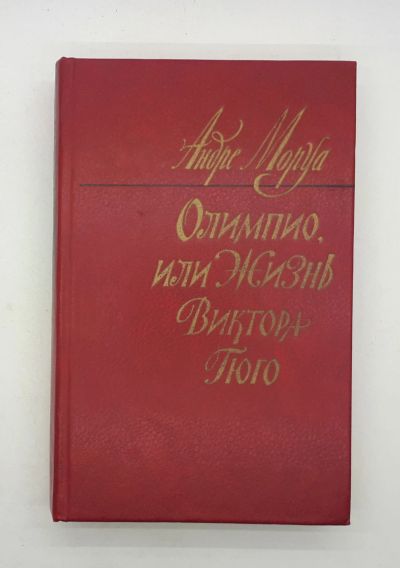 Андре Моруа
Олимпио,
или Жизнь
Виктора
Гюго